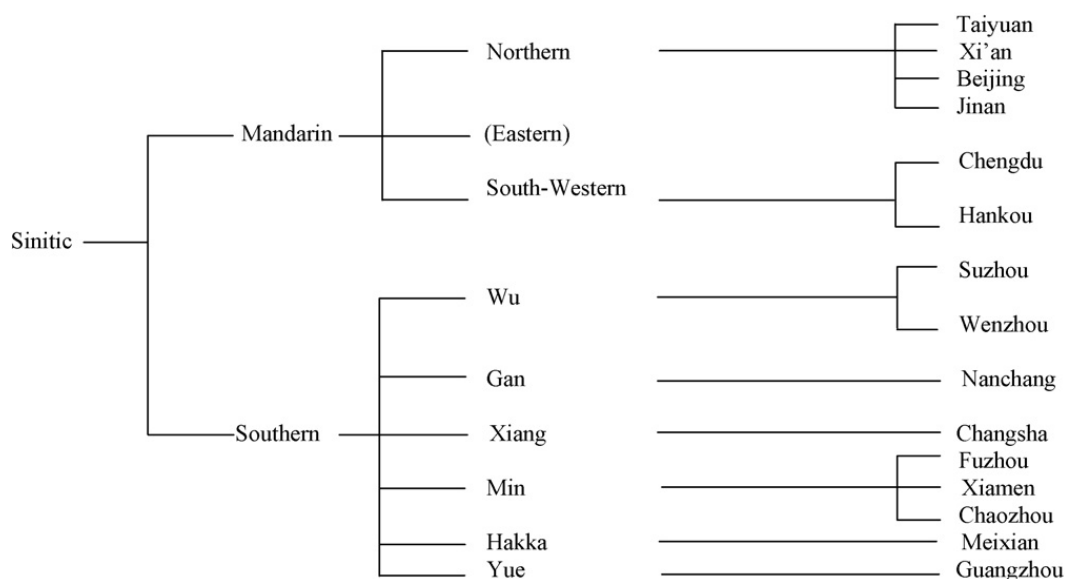 Sinitic
Mandarin
Northern
Taiyuan
Xi’an
Beijing
Jinan
(Eastern)
South-Western
Chengdu
Hankou
Southern
Wu
Suzhou
Wenzhou
Gan
Nanchang
Xiang
Changsha
Min
Fuzhou
Xiamen
Chaozhou
Hakka
Meixian
Yue
Guangzhou